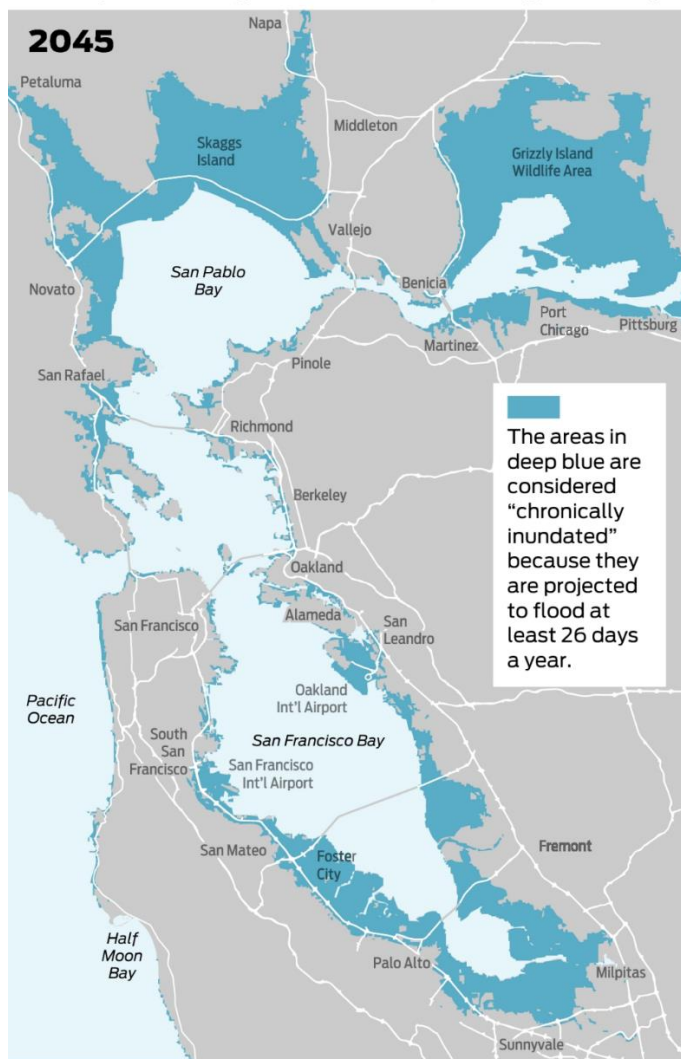 2045
Napa
Petaluma
Skaggs
Island
Middleton
Grizzly Island
Wildlife Area
Vallejo
San Pablo
Bay
Benicia
Novato
Port
Chicago
Pittsburg
Martinez
Pinole
San Rafael
Richmond
The areas in
deep blue are
considered
“chronically
inundated”
because they
are projected
to flood at
least 26 days
a year.
Berkeley
Oakland
San Francisco
Alameda
San
Leandro
Pacific
Ocean
Oakland
Int’l Airport
San Francisco Bay
South
San
Francisco
San Francisco
Int’l Airport
San Mateo
Foster
City
Fremont
Half
Moon
Bay
Palo Alto
Milpitas
Sunnyvale